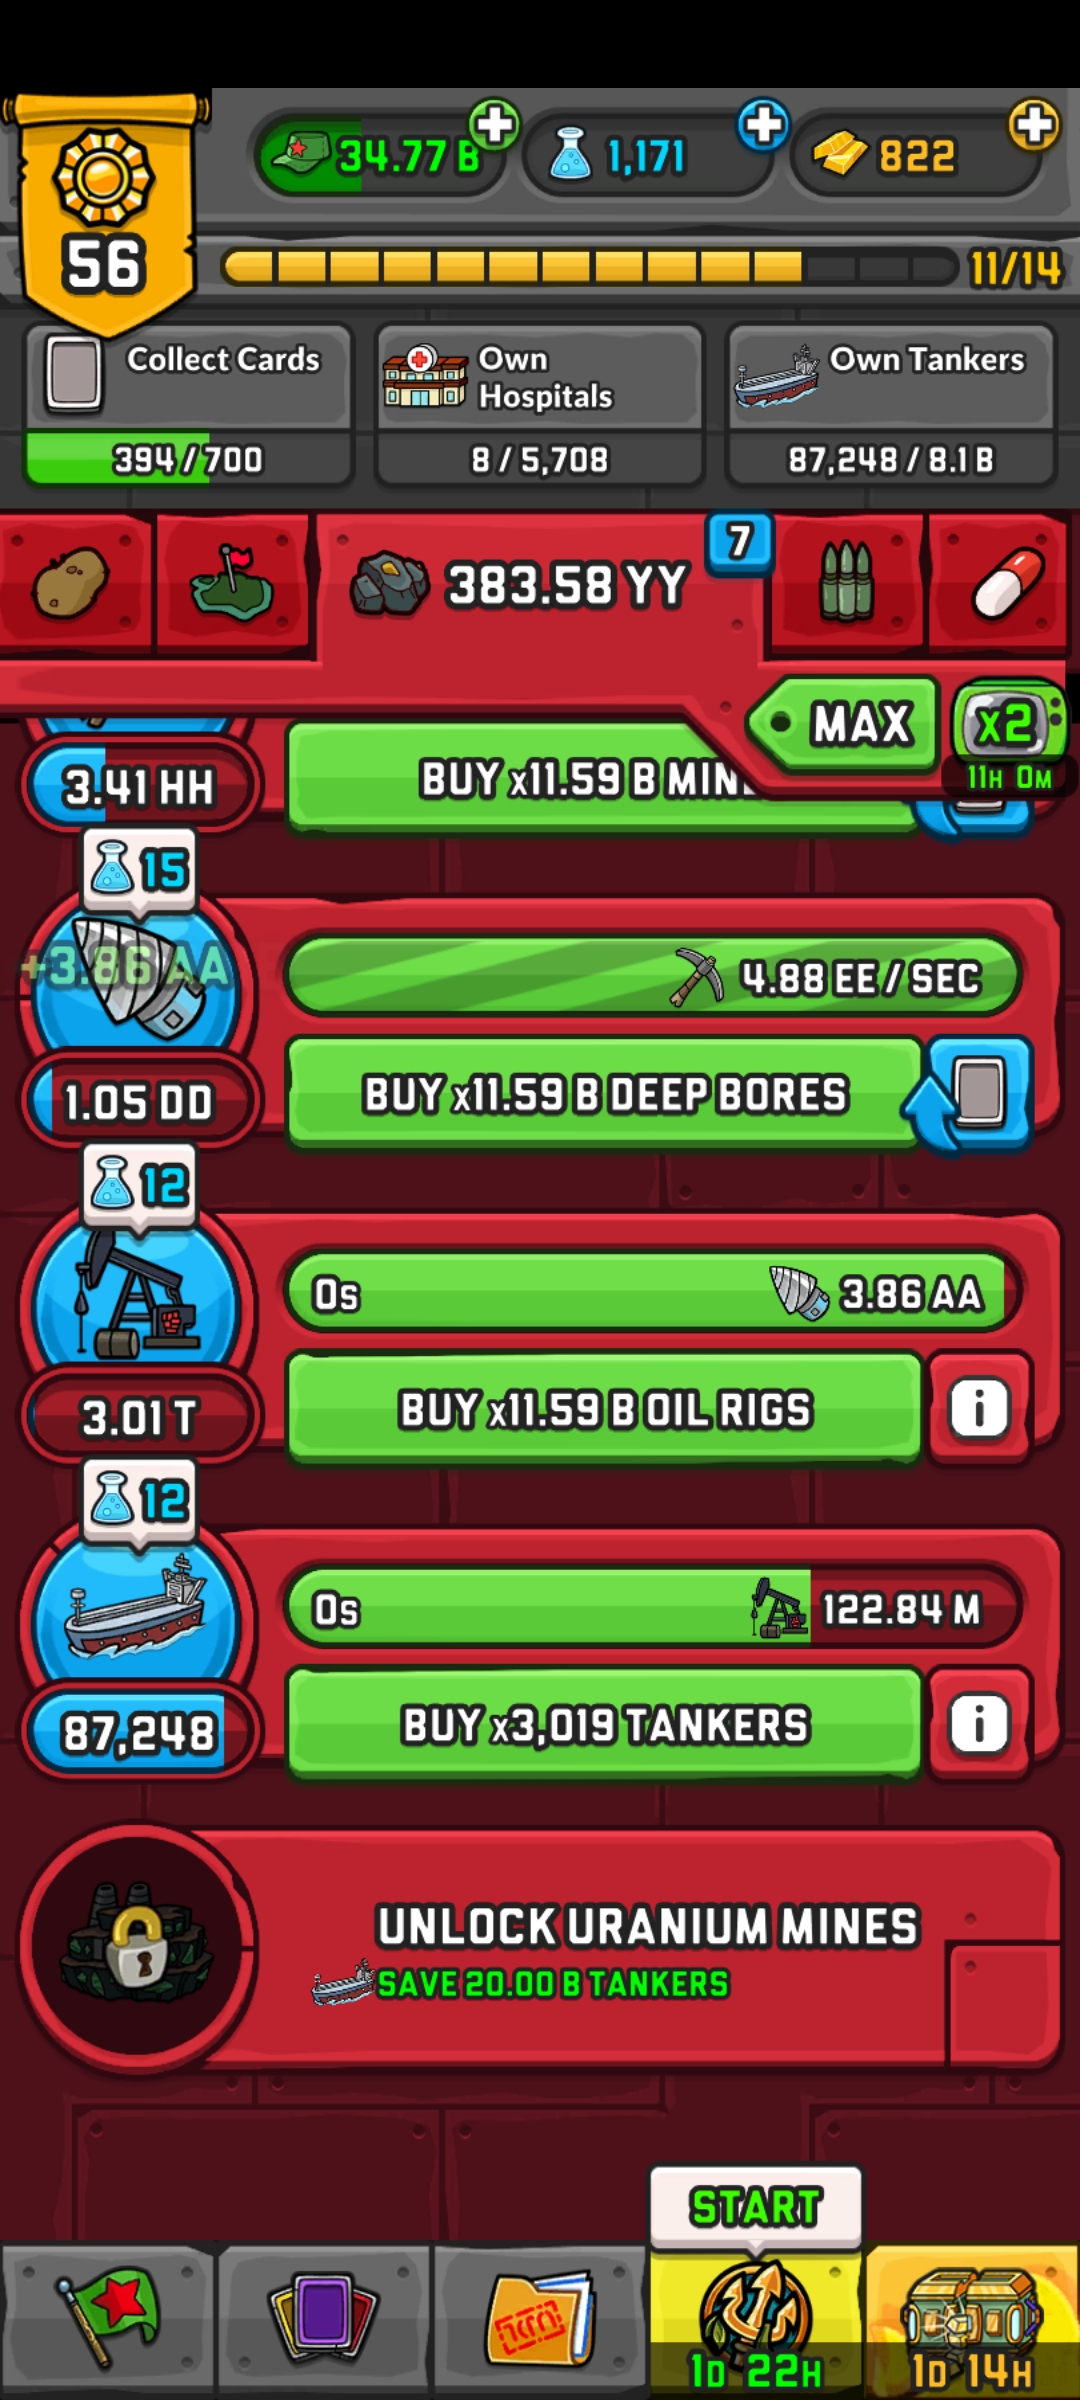 34.77 B
1,171
822
56
11/14
Collect Cards
394/700
Own
Hospitals
8/5,708
Own Tankers
87,248/8.1 B
383.58 YY
7
MAX
x2
11H 0M
3.41 HH
BUY x11.59 B
15
+3.86 AA
4.88 EE/SEC
1.05 DD
BUY x11.59 B DEEP BORES
12
0s
3.86 AA
3.01 T
BUY x11.59 B OIL RIGS
i
12
0s
122.84 M
87,248
BUY x3,019 TANKERS
i
UNLOCK URANIUM MINES
SAVE 20.00 B TANKERS
START
1D 22H
1D 14H